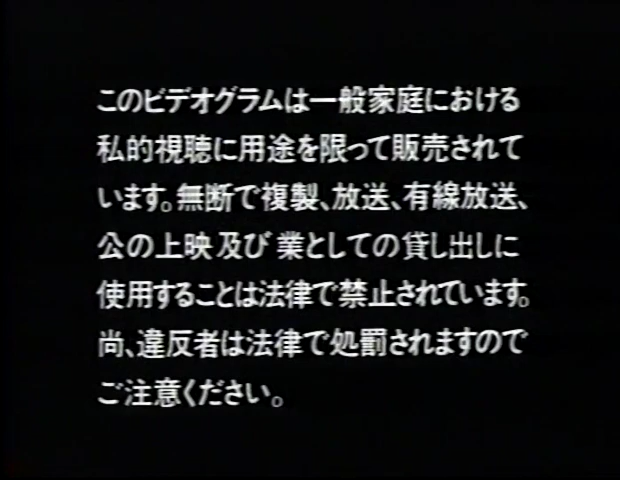 このビデオグラムは一般家庭における
私的視聴に用途を限って販売されて
います。無断で複製、放送、有線放送、
公の上映及び業としての貸し出しに
使用することは法律で禁止されています。
尚、違反者は法律で処罰されますので
ご注意ください。